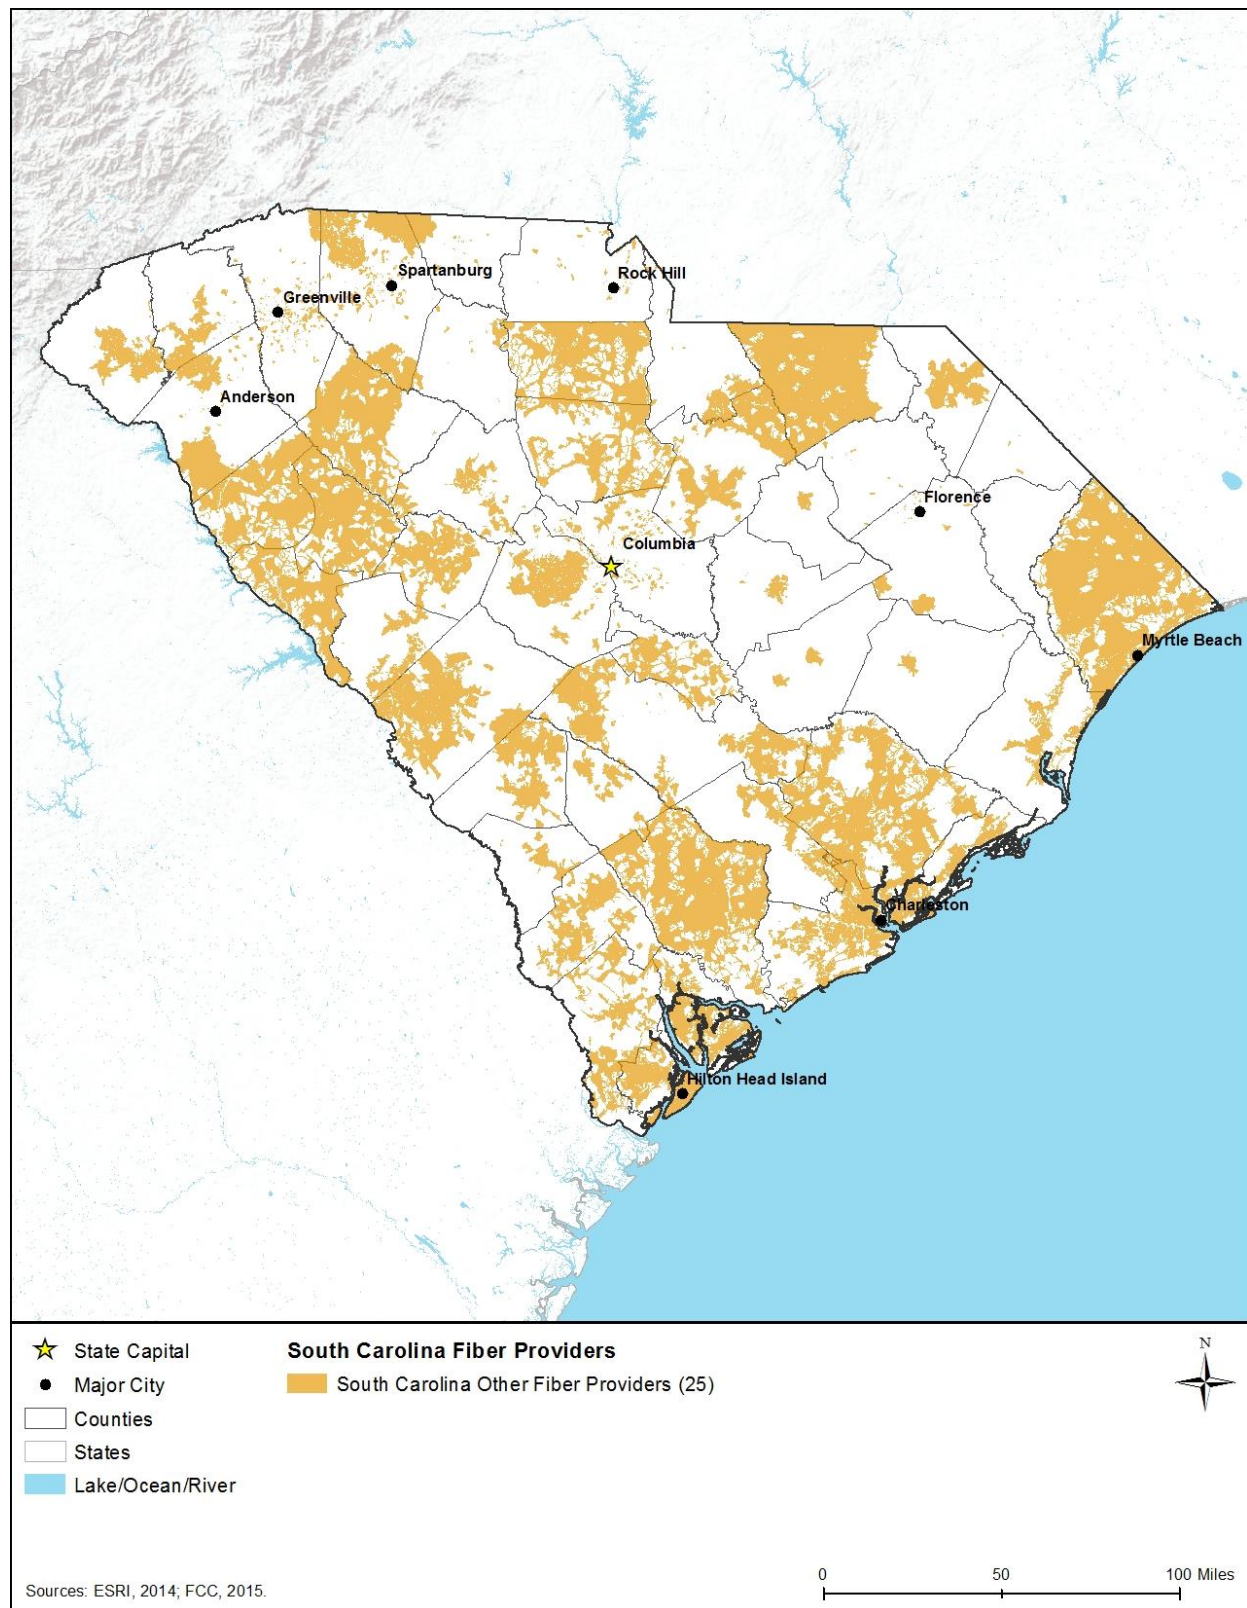 Spartanburg
Rock Hill
Greenville
Anderson
Florence
Columbia
Myrtle Beach
Charleston
Hilton Head Island
State Capital
Major City
Counties
States
Lake/Ocean/River
South Carolina Fiber Providers
South Carolina Other Fiber Providers (25)
N
Sources: ESRI, 2014; FCC, 2015.
0 50 100 Miles